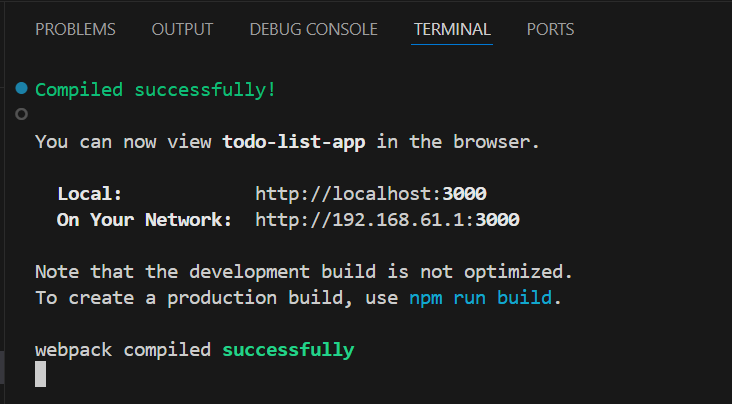 PROBLEMS OUTPUT DEBUG CONSOLE TERMINAL PORTS
Compiled successfully!
You can now view todo-list-app in the browser.
Local: http://localhost:3000
On Your Network: http://192.168.61.1:3000
Note that the development build is not optimized.
To create a production build, use npm run build.
webpack compiled successfully